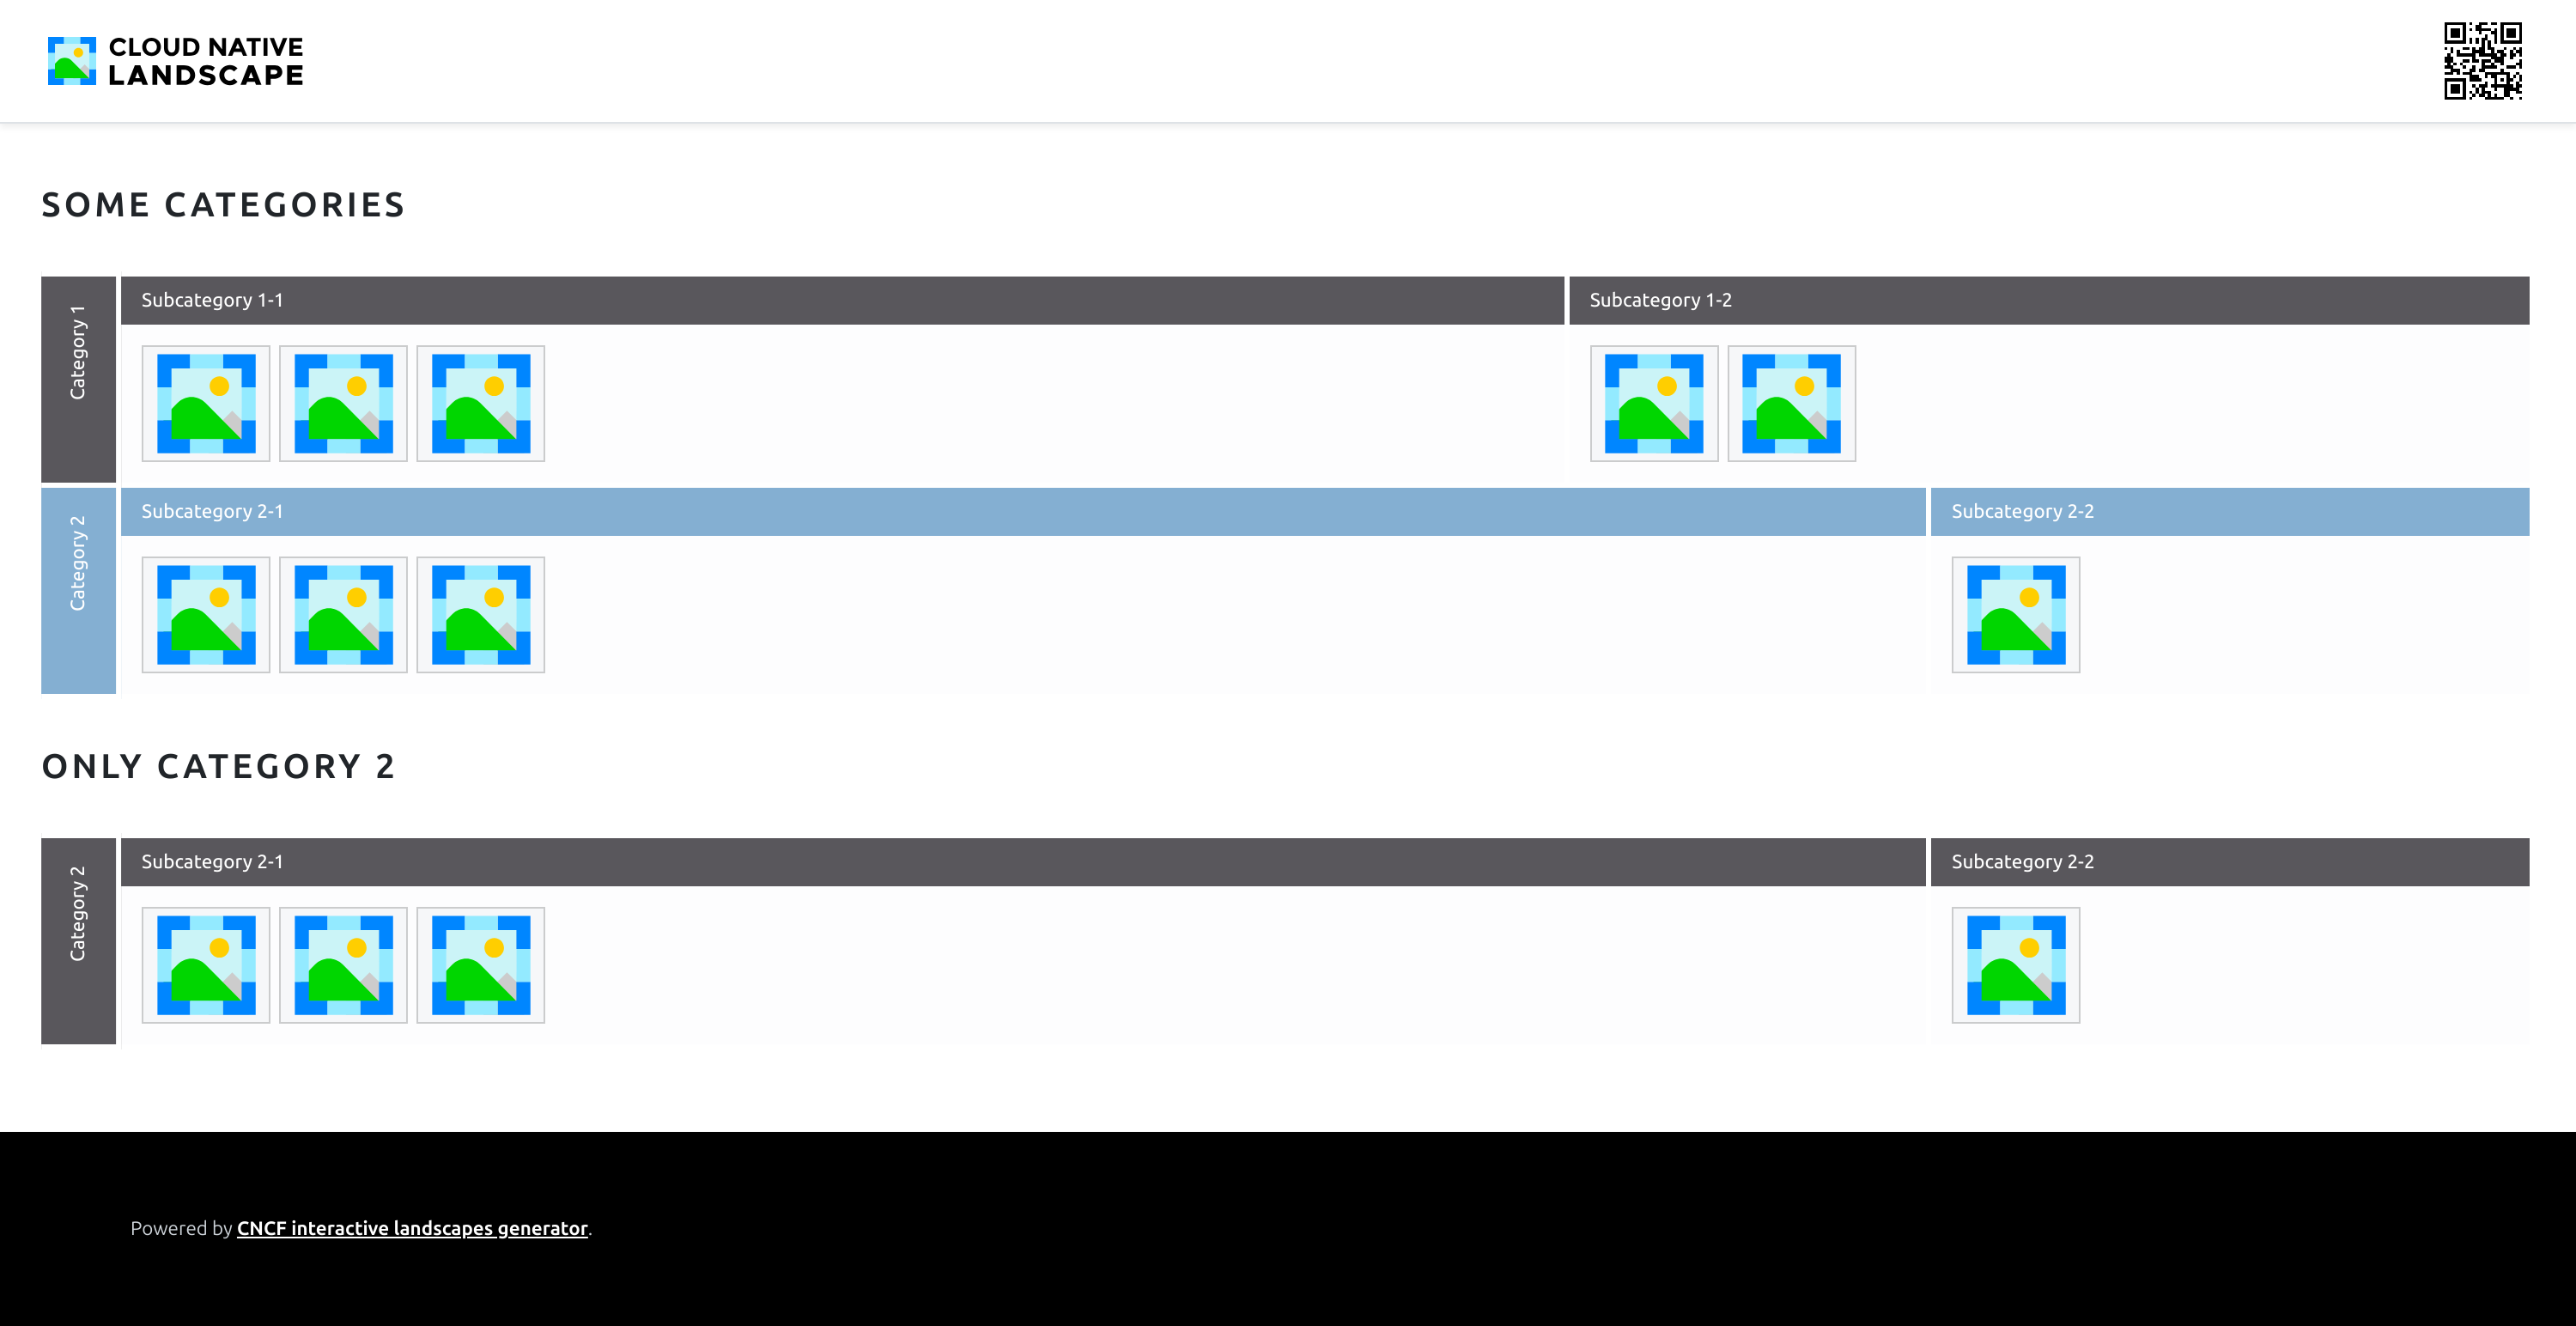 CLOUD NATIVE
LANDSCAPE
SOME CATEGORIES
Category 1
Subcategory 1-1
Subcategory 1-2
Category 2
Subcategory 2-1
Subcategory 2-2
ONLY CATEGORY 2
Category 2
Subcategory 2-1
Subcategory 2-2
Powered by CNCF interactive landscapes generator.